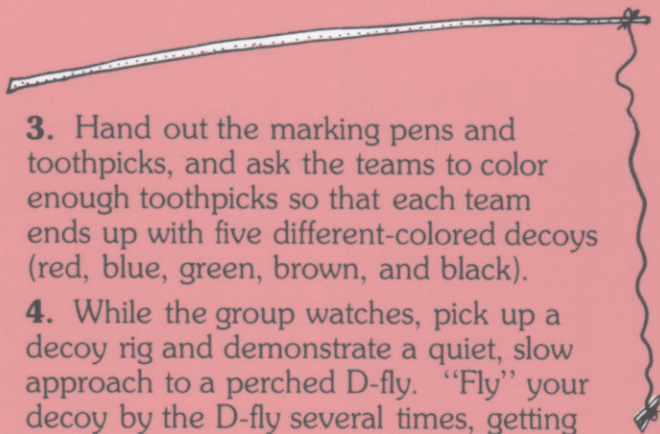 3. Hand out the marking pens and
toothpicks, and ask the teams to color
enough toothpicks so that each team
ends up with five different-colored decoys
(red, blue, green, brown, and black).
4. While the group watches, pick up a
decoy rig and demonstrate a quiet, slow
approach to a perched D-fly. “Fly” your
decoy by the D-fly several times, getting